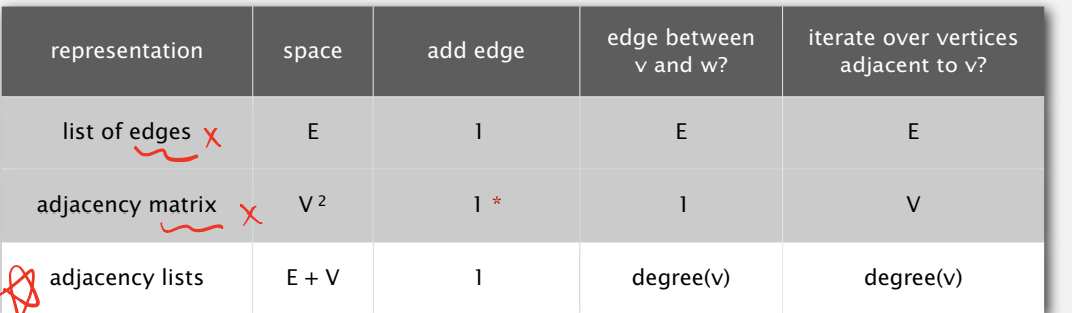 representation space add edge edge between v and w? iterate over vertices adjacent to v?
list of edges x E 1 E E
adjacency matrix x V² 1 * 1 V
adjacency lists E + V 1 degree(v) degree(v)